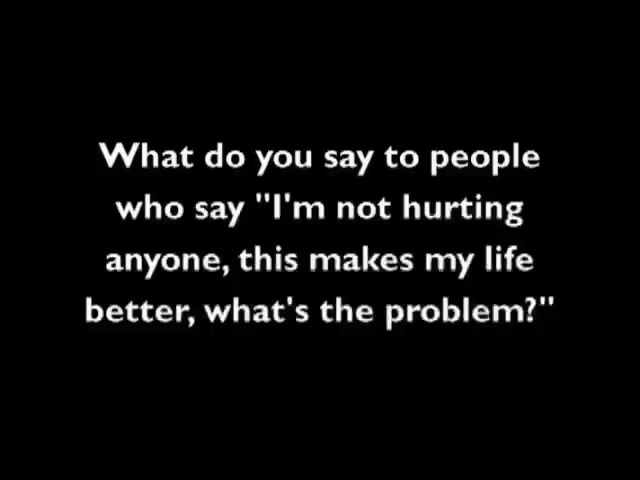 What do you say to people
who say "I'm not hurting
anyone, this makes my life
better, what's the problem?"